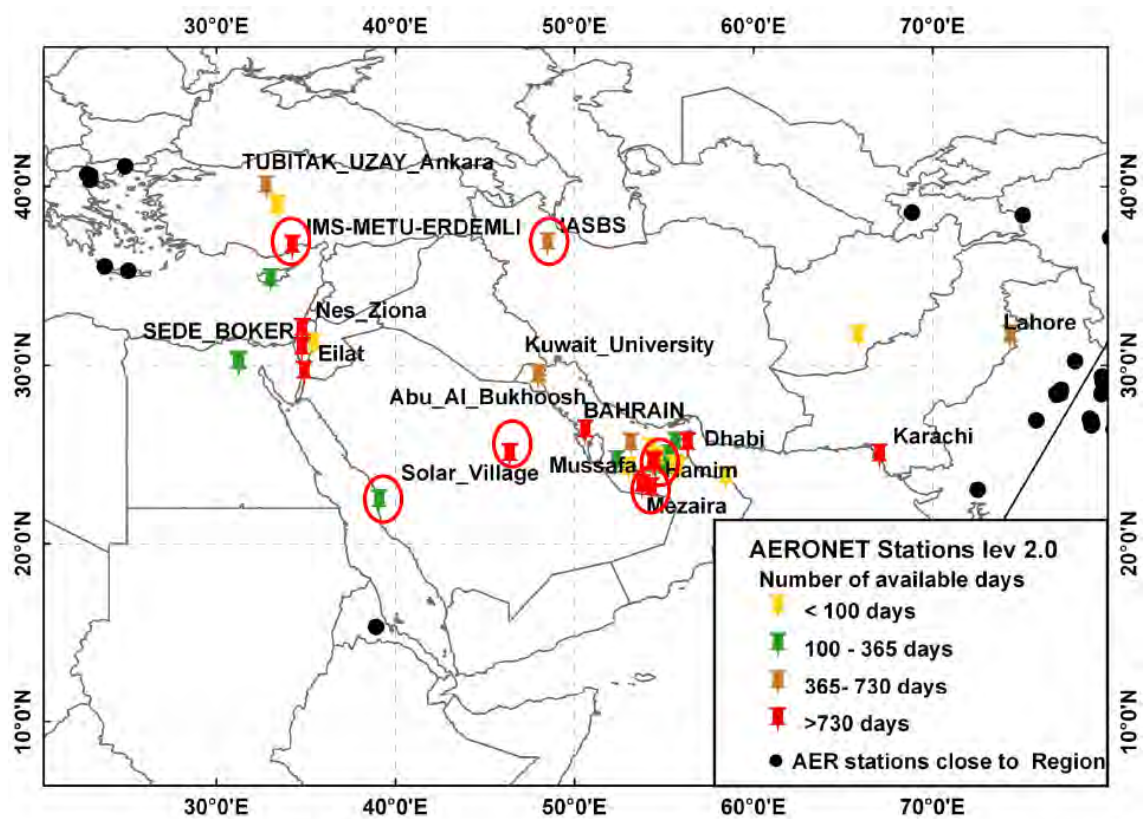 30°0'E 40°0'E 50°0'E 60°0'E 70°0'E
40°0'N
30°0'N
20°0'N
10°0'N
TUBITAK_UZAY_Ankara
IMS-METU-ERDEMLI
IASBS
Nes_Ziona
SEDE_BOKER
Eilat
Lahore
Kuwait_University
Abu_Al_Bukhoosh
BAHRAIN
Dhabi
Karachi
Mussafa
Hamim
Solar_Village
Mezaira
AERONET Stations lev 2.0
Number of available days
< 100 days
100 - 365 days
365- 730 days
>730 days
AER stations close to Region
40°0'N
30°0'N
20°0'N
10°0'N
30°0'E 40°0'E 50°0'E 60°0'E 70°0'E